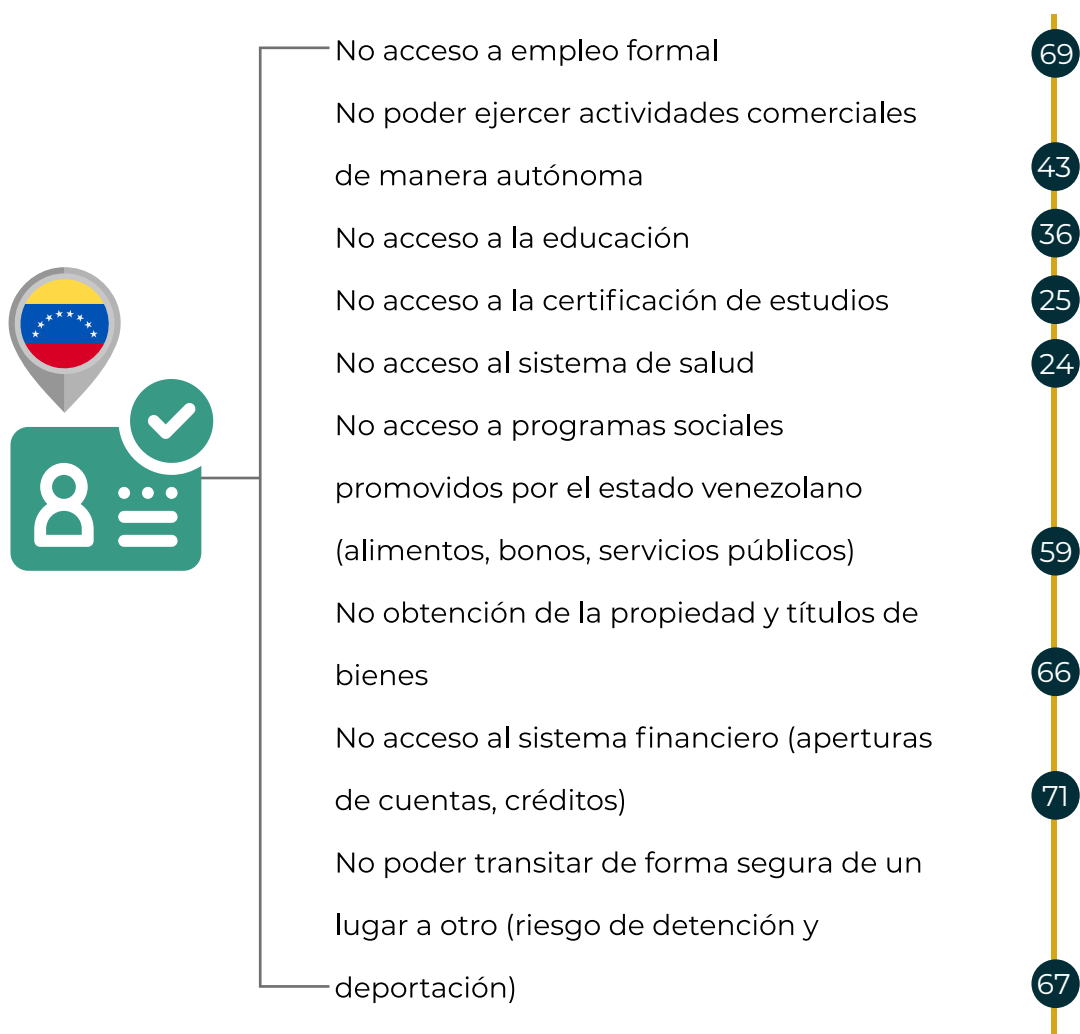 No acceso a empleo formal 69
No poder ejercer actividades comerciales
de manera autónoma 43
No acceso a la educación 36
No acceso a la certificación de estudios 25
No acceso al sistema de salud 24
No acceso a programas sociales
promovidos por el estado venezolano
(alimentos, bonos, servicios públicos) 59
No obtención de la propiedad y títulos de
bienes 66
No acceso al sistema financiero (aperturas
de cuentas, créditos) 71
No poder transitar de forma segura de un
lugar a otro (riesgo de detención y
deportación) 67